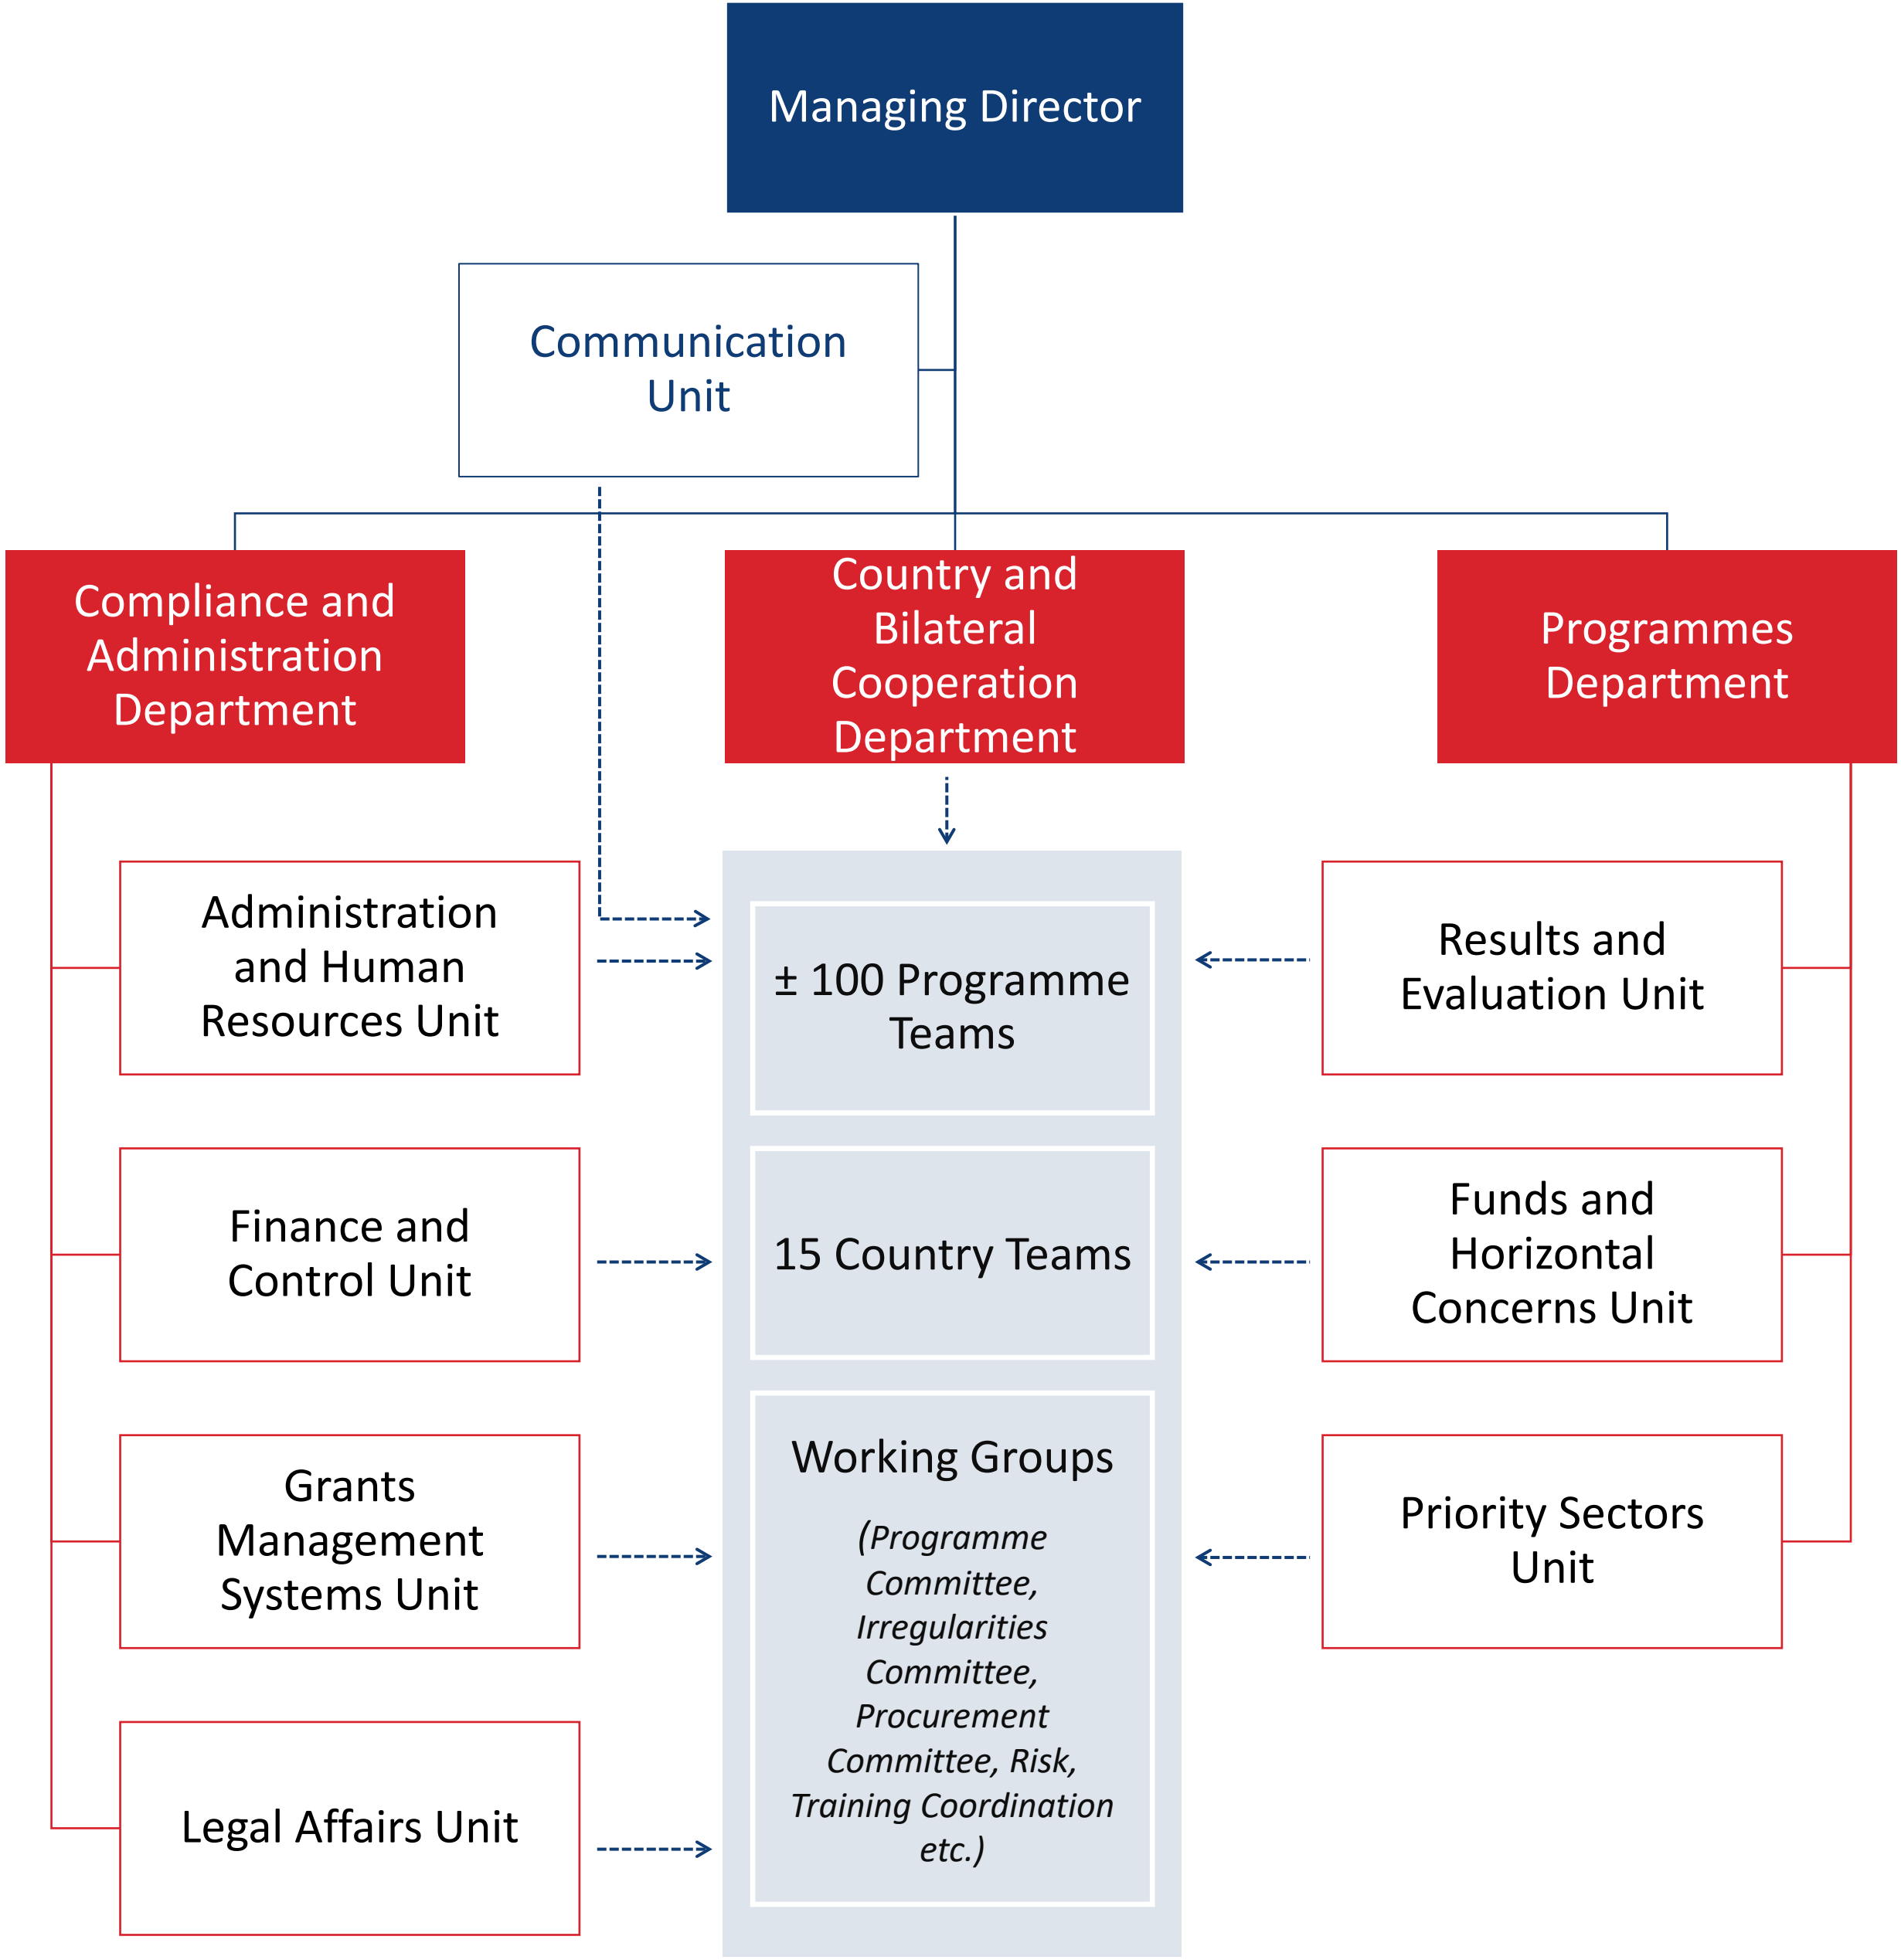 Managing Director
Communication
Unit
Compliance and
Administration
Department
Country and
Bilateral
Cooperation
Department
Programmes
Department
Administration
and Human
Resources Unit
± 100 Programme
Teams
Results and
Evaluation Unit
Finance and
Control Unit
15 Country Teams
Funds and
Horizontal
Concerns Unit
Grants
Management
Systems Unit
Working Groups
(Programme
Committee,
Irregularities
Committee,
Procurement
Committee, Risk,
Training Coordination
etc.)
Priority Sectors
Unit
Legal Affairs Unit